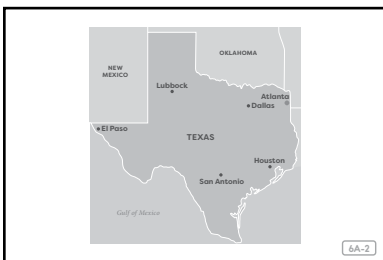 OKLAHOMA
NEW
MEXICO
Lubbock
Atlanta
Dallas
El Paso
TEXAS
Houston
San Antonio
Gulf of Mexico
6A-2